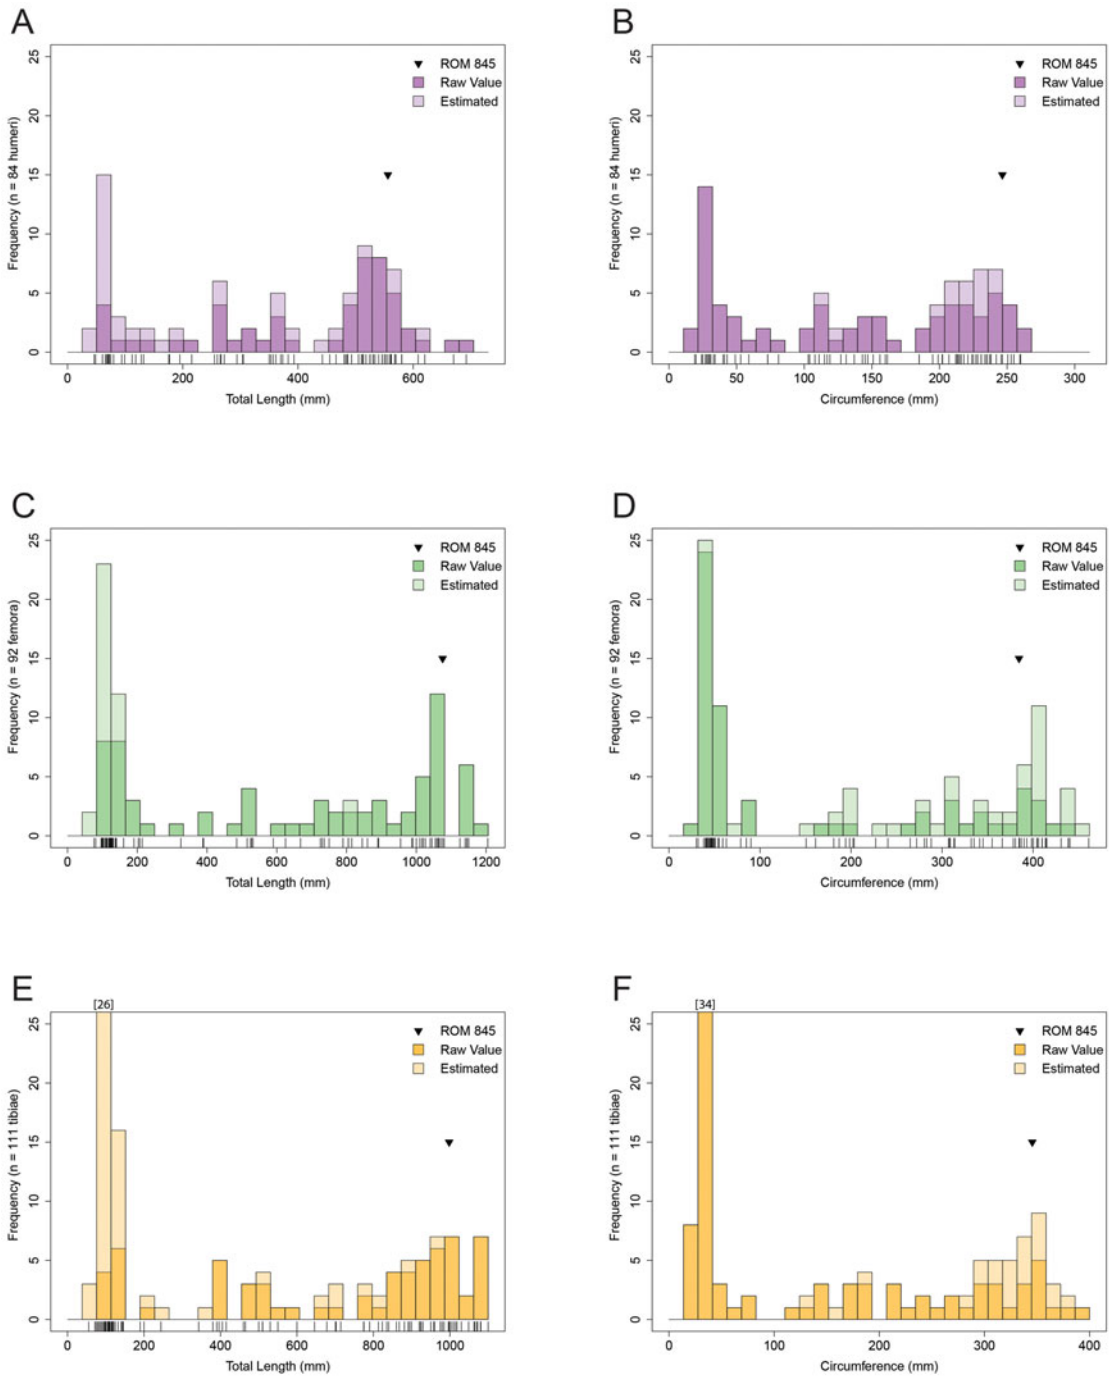 A
25
20
15
10
5
0
Frequency (n = 84 humeri)
ROM 845
Raw Value
Estimated
0 200 400 600
Total Length (mm)
B
25
20
15
10
5
0
Frequency (n = 84 humeri)
ROM 845
Raw Value
Estimated
0 50 100 150 200 250 300
Circumference (mm)
C
25
20
15
10
5
0
Frequency (n = 92 femora)
ROM 845
Raw Value
Estimated
0 200 400 600 800 1000 1200
Total Length (mm)
D
25
20
15
10
5
0
Frequency (n = 92 femora)
ROM 845
Raw Value
Estimated
0 100 200 300 400
Circumference (mm)
E
[26]
25
20
15
10
5
0
Frequency (n = 111 tibiae)
ROM 845
Raw Value
Estimated
0 200 400 600 800 1000
Total Length (mm)
F
[34]
25
20
15
10
5
0
Frequency (n = 111 tibiae)
ROM 845
Raw Value
Estimated
0 100 200 300 400
Circumference (mm)